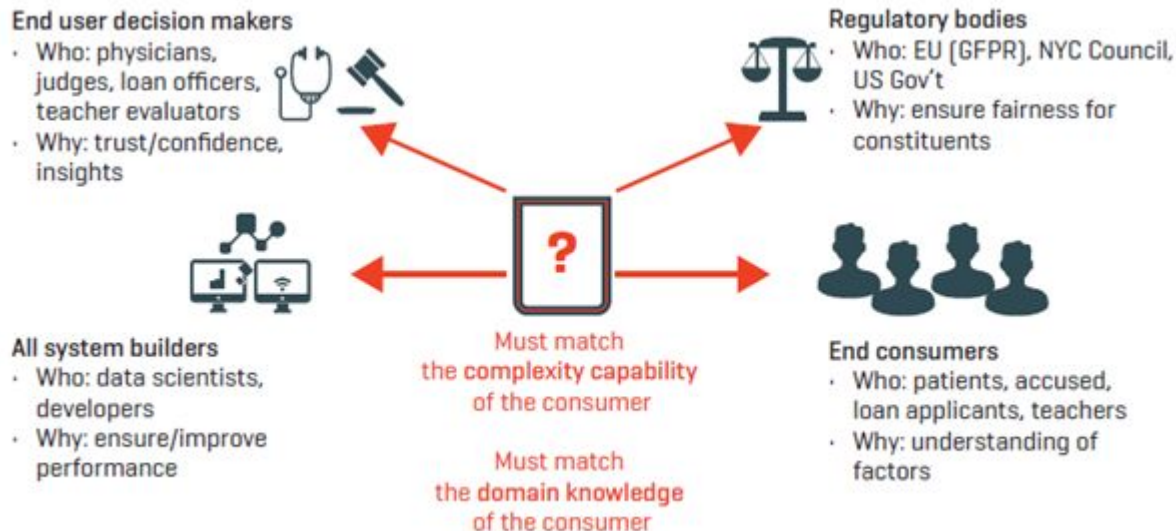 End user decision makers
· Who: physicians,
judges, loan officers,
teacher evaluators
· Why: trust/confidence,
insights
Regulatory bodies
· Who: EU (GFPR), NYC Council,
US Gov't
· Why: ensure fairness for
constituents
?
All system builders
· Who: data scientists,
developers
· Why: ensure/improve
performance
Must match
the complexity capability
of the consumer
Must match
the domain knowledge
of the consumer
End consumers
· Who: patients, accused,
loan applicants, teachers
· Why: understanding of
factors